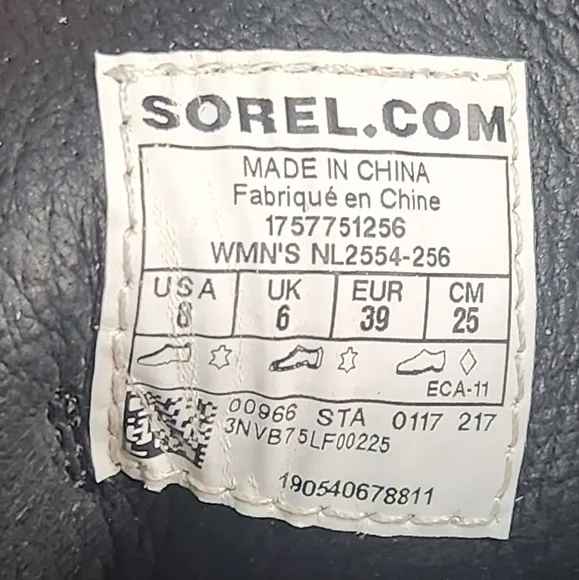 SOREL.COM
MADE IN CHINA
Fabriqué en Chine
1757751256
WMN'S NL2554-256
USA UK EUR CM
8 6 39 25
ECA-11
00966 STA 0117 217
3NVB75LF00225
190540678811